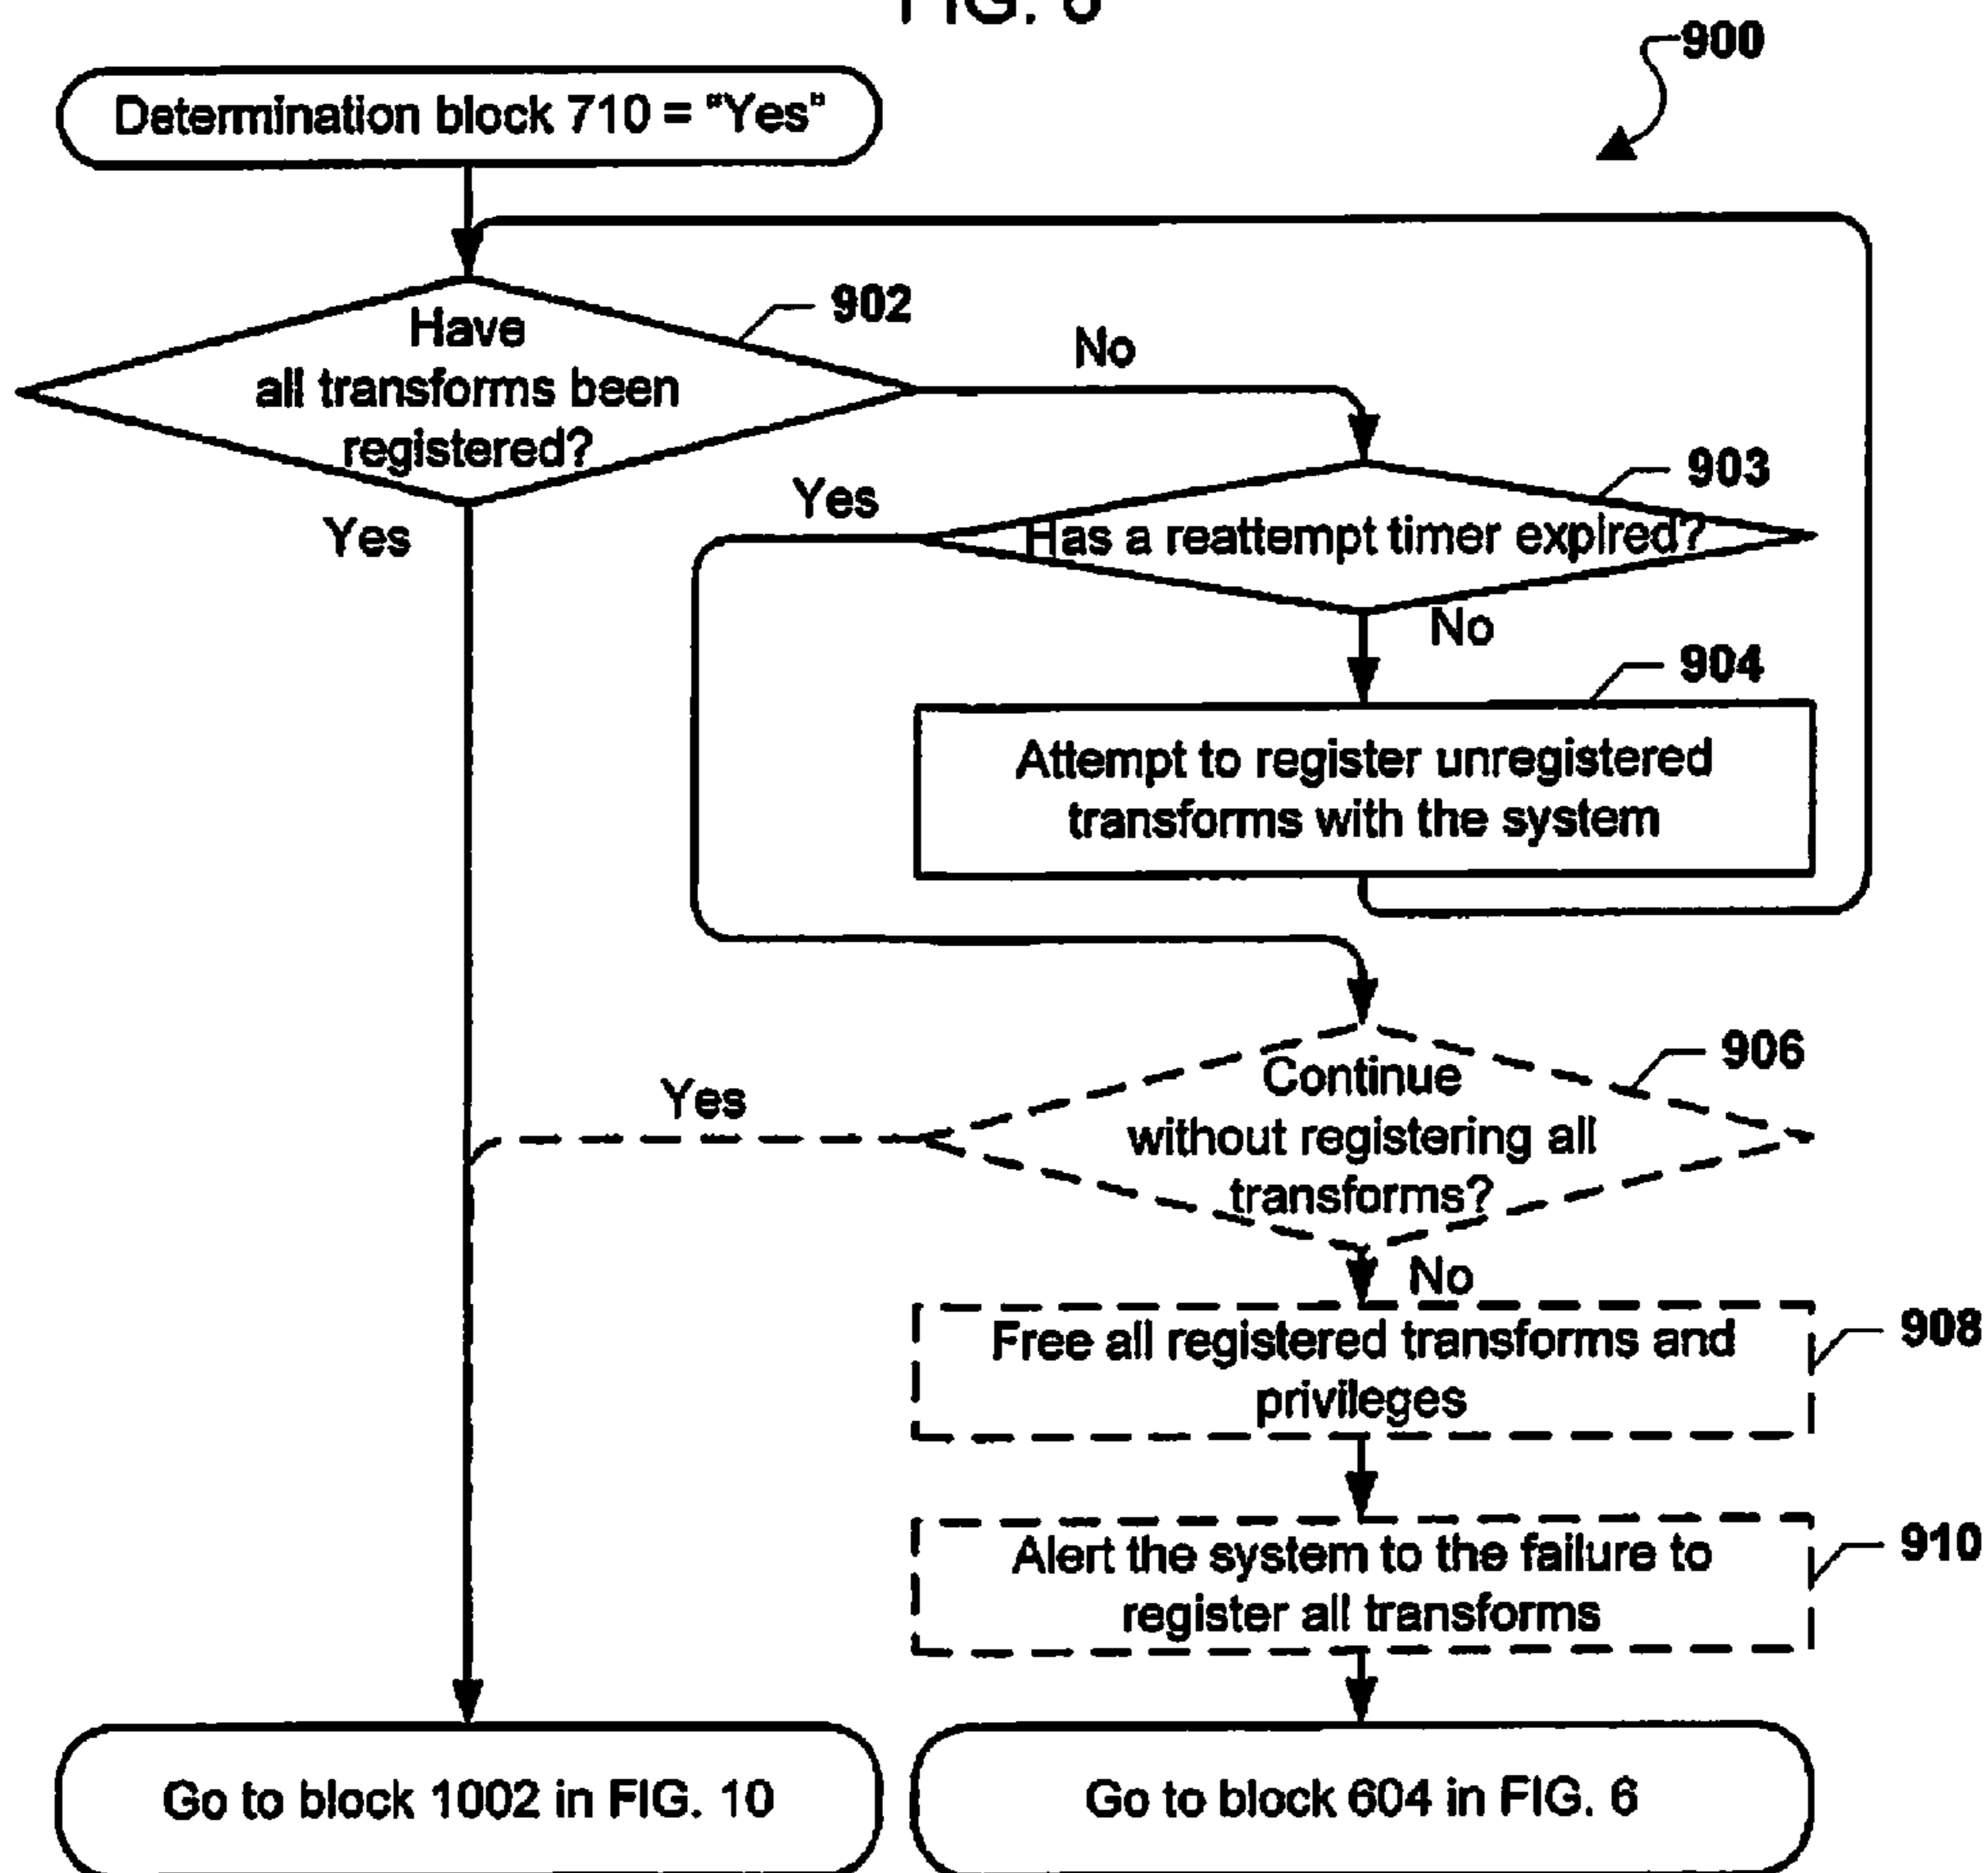 900
Determination block 710 = "Yes"
902
Have
all transforms been
registered?
No
Yes
903
Yes
Has a reattempt timer expired?
No
904
Attempt to register unregistered
transforms with the system
906
Continue
without registering all
transforms?
Yes
No
908
Free all registered transforms and
privileges
910
Alert the system to the failure to
register all transforms
Go to block 1002 in FIG. 10
Go to block 604 in FIG. 6